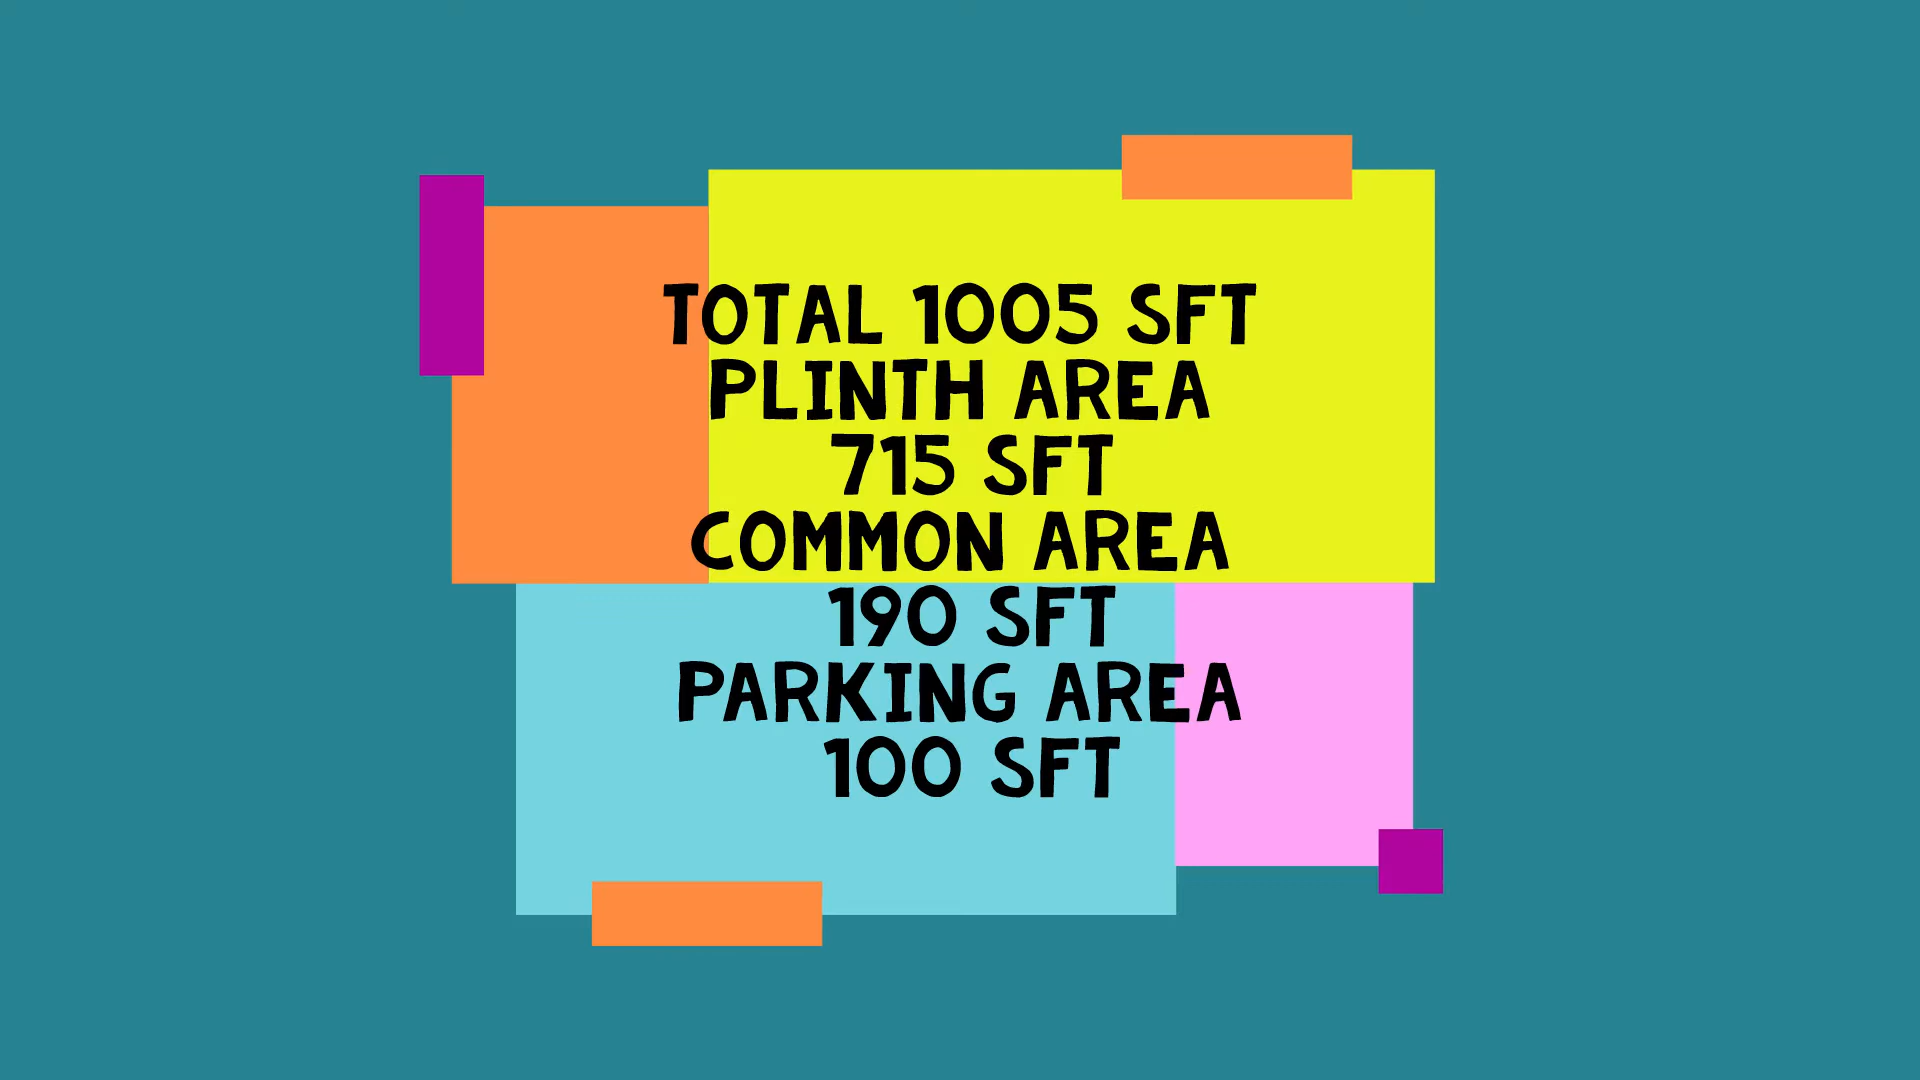 TOTAL 1005 SFT
PLINTH AREA
715 SFT
COMMON AREA
190 SFT
PARKING AREA
100 SFT